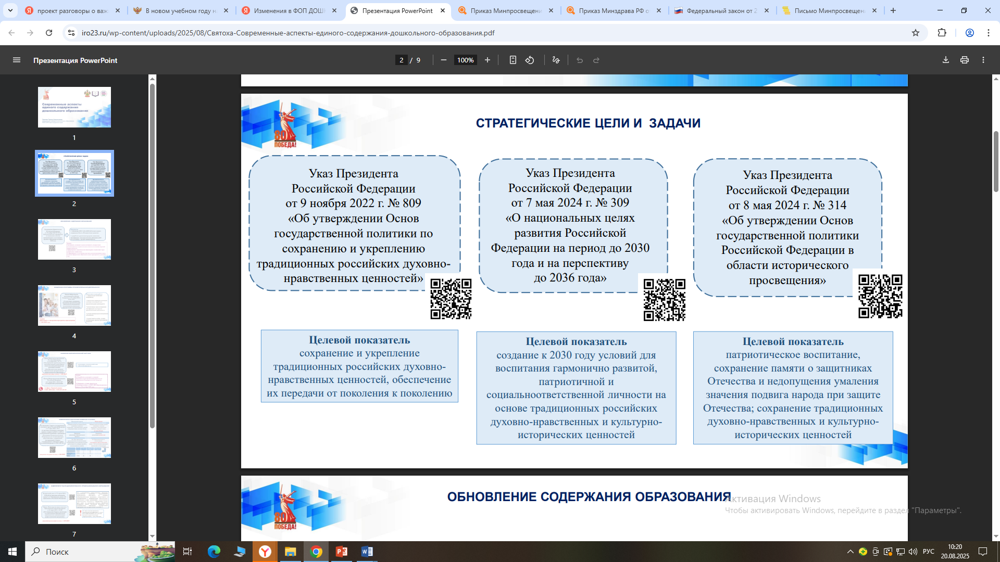 проект разговоры о важ
В новом учебном году н
Изменения в ФОП ДОШ
Презентация PowerPoint
Приказ Минпросвещени
Приказ Минздрава РФ о
Федеральный закон от 2
Письмо Минпросвещен
iro23.ru/wp-content/uploads/2025/08/Святоха-Современные-аспекты-единого-содержания-дошкольного-образования.pdf
Презентация PowerPoint
2 / 9
100%
Современные аспекты
единого содержания
дошкольного образования
1
2
3
4
5
6
7
80
ПОБЕДА!
СТРАТЕГИЧЕСКИЕ ЦЕЛИ И ЗАДАЧИ
Указ Президента
Российской Федерации
от 9 ноября 2022 г. № 809
«Об утверждении Основ
государственной политики по
сохранению и укреплению
традиционных российских духовно-
нравственных ценностей»
Указ Президента
Российской Федерации
от 7 мая 2024 г. № 309
«О национальных целях
развития Российской
Федерации на период до 2030
года и на перспективу
до 2036 года»
Указ Президента
Российской Федерации
от 8 мая 2024 г. № 314
«Об утверждении Основ
государственной политики
Российской Федерации в
области исторического
просвещения»
Целевой показатель
сохранение и укрепление
традиционных российских духовно-
нравственных ценностей, обеспечение
их передачи от поколения к поколению
Целевой показатель
создание к 2030 году условий для
воспитания гармонично развитой,
патриотичной и
социальноответственной личности на
основе традиционных российских
духовно-нравственных и культурно-
исторических ценностей
Целевой показатель
патриотическое воспитание,
сохранение памяти о защитниках
Отечества и недопущения умаления
значения подвига народа при защите
Отечества; сохранение традиционных
духовно-нравственных и культурно-
исторических ценностей
80
ПОБЕДА!
ОБНОВЛЕНИЕ СОДЕРЖАНИЯ ОБРАЗОВАНИЯ
Активация Windows
Чтобы активировать Windows, перейдите в раздел "Параметры".
Поиск
РУС
10:20
20.08.2025